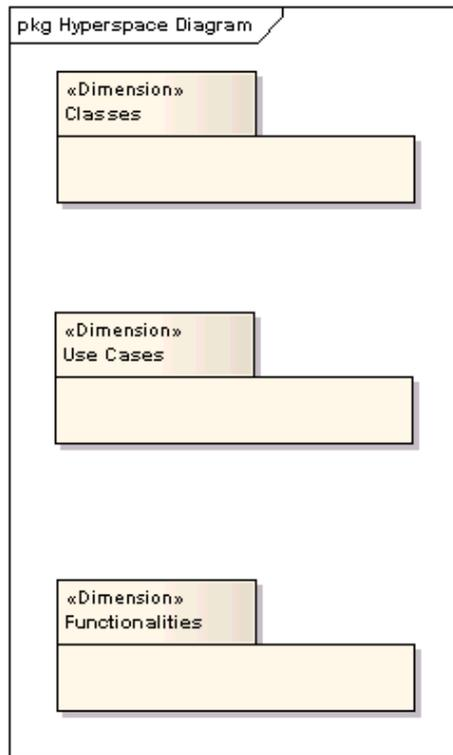 pkg Hyperspace Diagram
«Dimension»
Classes
«Dimension»
Use Cases
«Dimension»
Functionalities